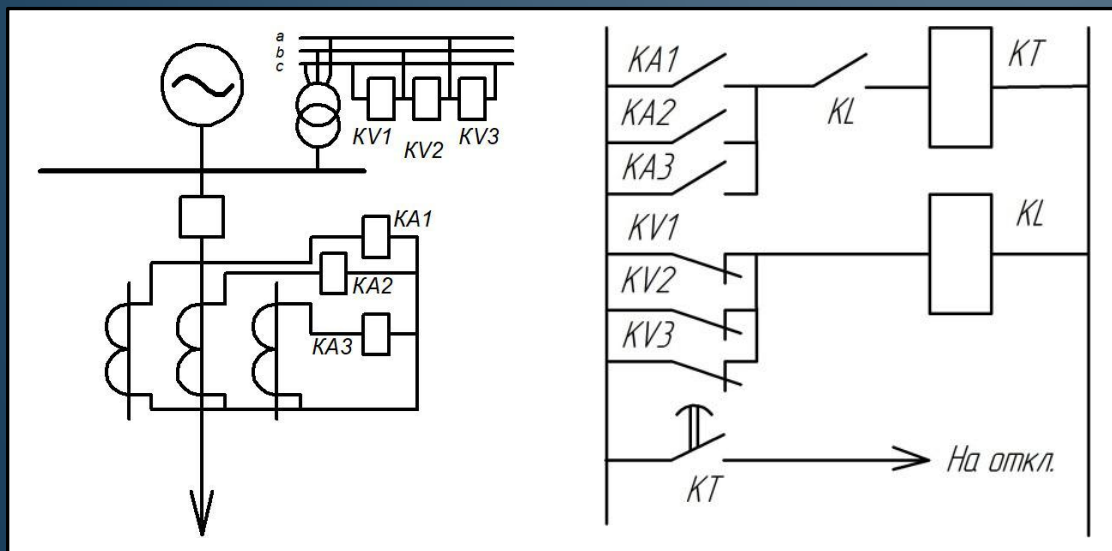 a
b
c
KV1
KV2
KV3
KA1
KA2
KA3
KA1
KA2
KA3
KL
KT
KV1
KV2
KV3
KL
KT
На откл.